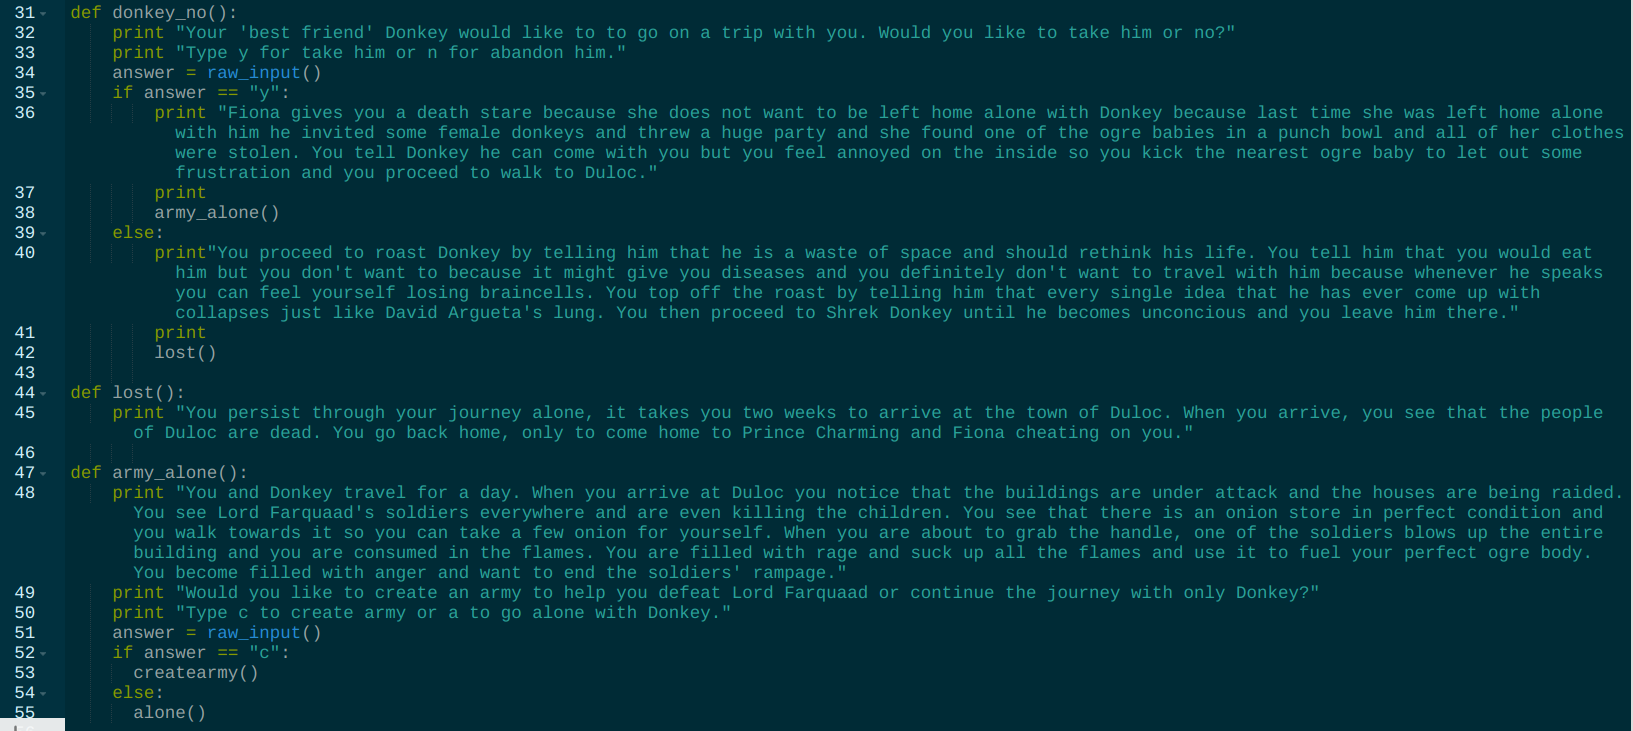 31 def donkey_no():
32 print "Your 'best friend' Donkey would like to to go on a trip with you. Would you like to take him or no?"
33 print "Type y for take him or n for abandon him."
34 answer = raw_input()
35 if answer == "y":
36 print "Fiona gives you a death stare because she does not want to be left home alone with Donkey because last time she was left home alone
with him he invited some female donkeys and threw a huge party and she found one of the ogre babies in a punch bowl and all of her clothes
were stolen. You tell Donkey he can come with you but you feel annoyed on the inside so you kick the nearest ogre baby to let out some
frustration and you proceed to walk to Duloc."
37 print
38 army_alone()
39 else:
40 print"You proceed to roast Donkey by telling him that he is a waste of space and should rethink his life. You tell him that you would eat
him but you don't want to because it might give you diseases and you definitely don't want to travel with him because whenever he speaks
you can feel yourself losing braincells. You top off the roast by telling him that every single idea that he has ever come up with
collapses just like David Argueta's lung. You then proceed to Shrek Donkey until he becomes unconcious and you leave him there."
41 print
42 lost()
43
44 def lost():
45 print "You persist through your journey alone, it takes you two weeks to arrive at the town of Duloc. When you arrive, you see that the people
of Duloc are dead. You go back home, only to come home to Prince Charming and Fiona cheating on you."
46
47 def army_alone():
48 print "You and Donkey travel for a day. When you arrive at Duloc you notice that the buildings are under attack and the houses are being raided.
You see Lord Farquaad's soldiers everywhere and are even killing the children. You see that there is an onion store in perfect condition and
you walk towards it so you can take a few onion for yourself. When you are about to grab the handle, one of the soldiers blows up the entire
building and you are consumed in the flames. You are filled with rage and suck up all the flames and use it to fuel your perfect ogre body.
You become filled with anger and want to end the soldiers' rampage."
49 print "Would you like to create an army to help you defeat Lord Farquaad or continue the journey with only Donkey?"
50 print "Type c to create army or a to go alone with Donkey."
51 answer = raw_input()
52 if answer == "c":
53 createarmy()
54 else:
55 alone()